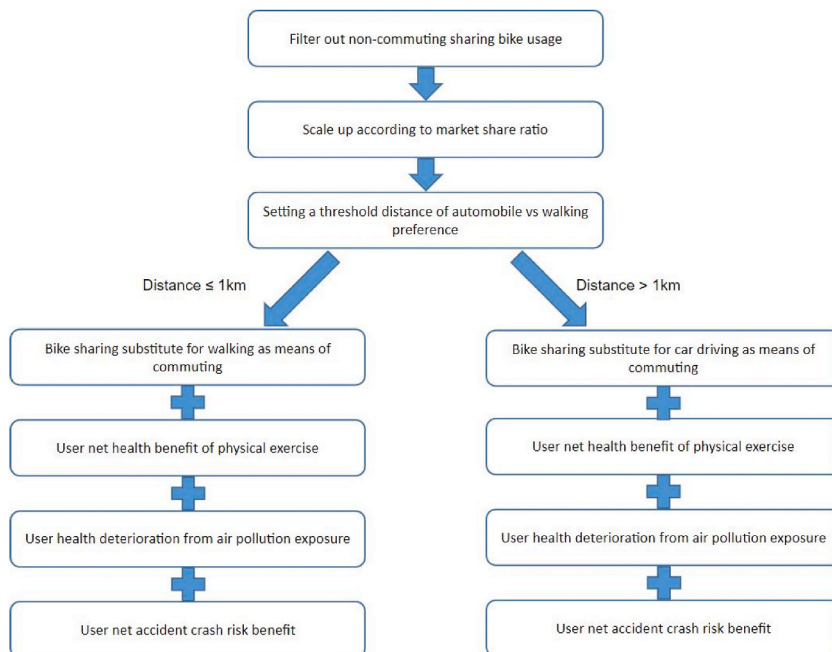 Filter out non-commuting sharing bike usage
Scale up according to market share ratio
Setting a threshold distance of automobile vs walking
preference
Distance ≤ 1km
Distance > 1km
Bike sharing substitute for walking as means of
commuting
User net health benefit of physical exercise
User health deterioration from air pollution exposure
User net accident crash risk benefit
Bike sharing substitute for car driving as means of
commuting
User net health benefit of physical exercise
User health deterioration from air pollution exposure
User net accident crash risk benefit